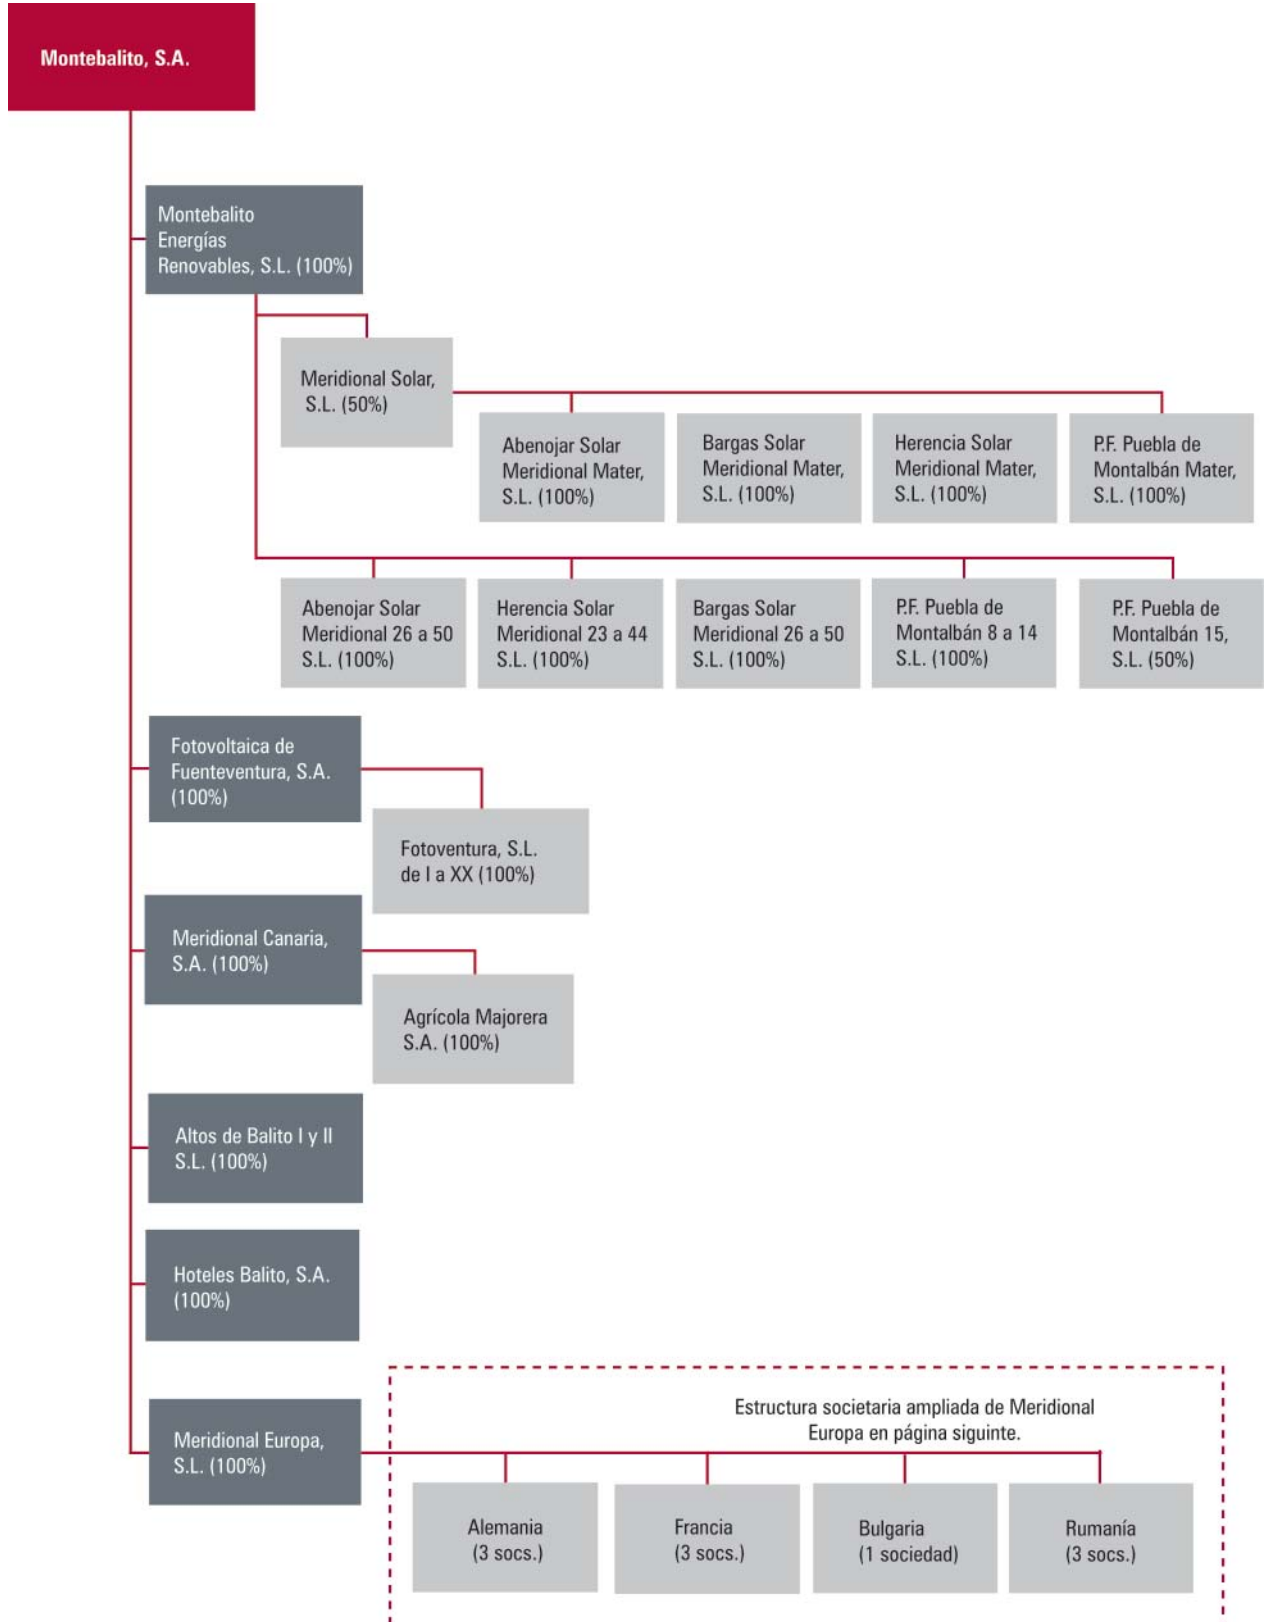 Montebalito, S.A.
Montebalito
Energías
Renovables, S.L. (100%)
Meridional Solar,
S.L. (50%)
Abenojar Solar
Meridional Mater,
S.L. (100%)
Bargas Solar
Meridional Mater,
S.L. (100%)
Herencia Solar
Meridional Mater,
S.L. (100%)
P.F. Puebla de
Montalbán Mater,
S.L. (100%)
Abenojar Solar
Meridional 26 a 50
S.L. (100%)
Herencia Solar
Meridional 23 a 44
S.L. (100%)
Bargas Solar
Meridional 26 a 50
S.L. (100%)
P.F. Puebla de
Montalbán 8 a 14
S.L. (100%)
P.F. Puebla de
Montalbán 15,
S.L. (50%)
Fotovoltaica de
Fuenteventura, S.A.
(100%)
Fotoventura, S.L.
de I a XX (100%)
Meridional Canaria,
S.A. (100%)
Agrícola Majorera
S.A. (100%)
Altos de Balito I y II
S.L. (100%)
Hoteles Balito, S.A.
(100%)
Meridional Europa,
S.L. (100%)
Estructura societaria ampliada de Meridional
Europa en página siguinte.
Alemania
(3 socs.)
Francia
(3 socs.)
Bulgaria
(1 sociedad)
Rumanía
(3 socs.)